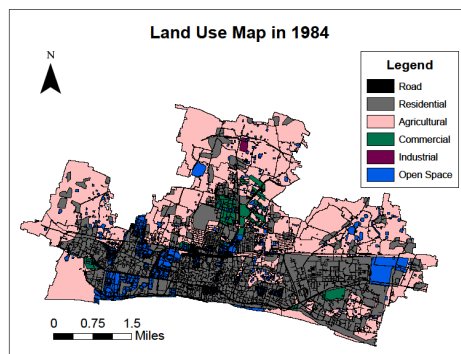 Land Use Map in 1984
N
Legend
Road
Residential
Agricultural
Commercial
Industrial
Open Space
0 0.75 1.5
Miles